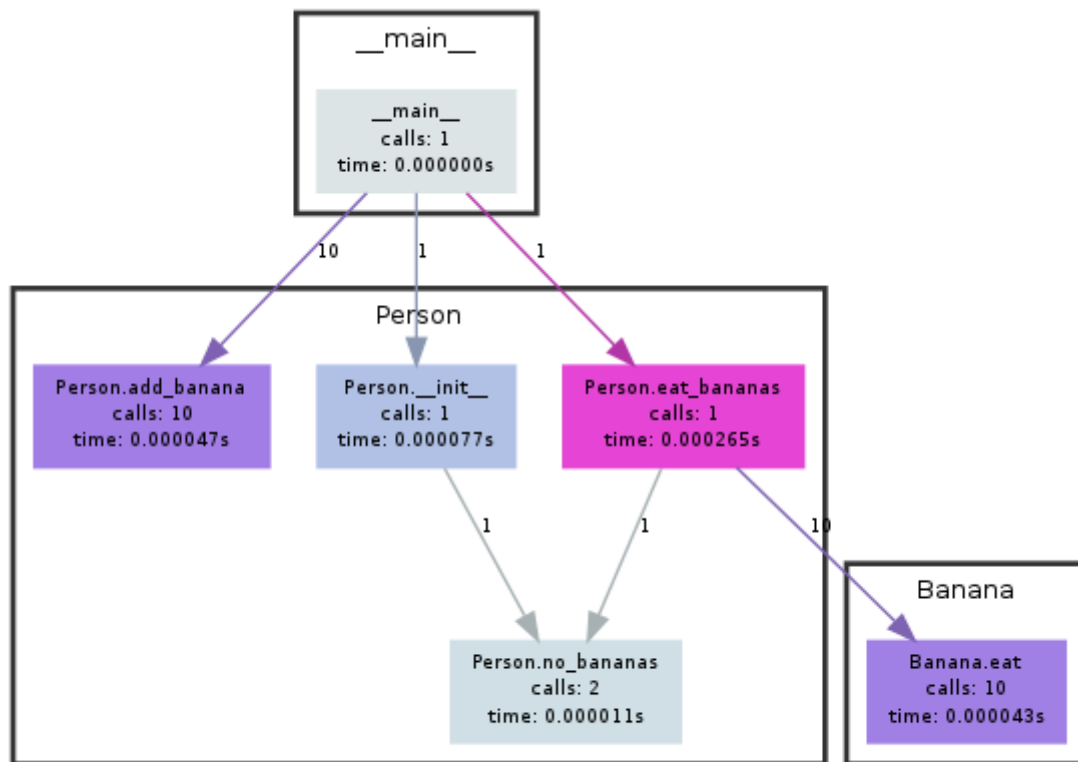 __main__
__main__
calls: 1
time: 0.000000s
10
1
1
Person
Person.add_banana
calls: 10
time: 0.000047s
Person.__init__
calls: 1
time: 0.000077s
Person.eat_bananas
calls: 1
time: 0.000265s
1
1
10
Banana
Person.no_bananas
calls: 2
time: 0.000011s
Banana.eat
calls: 10
time: 0.000043s